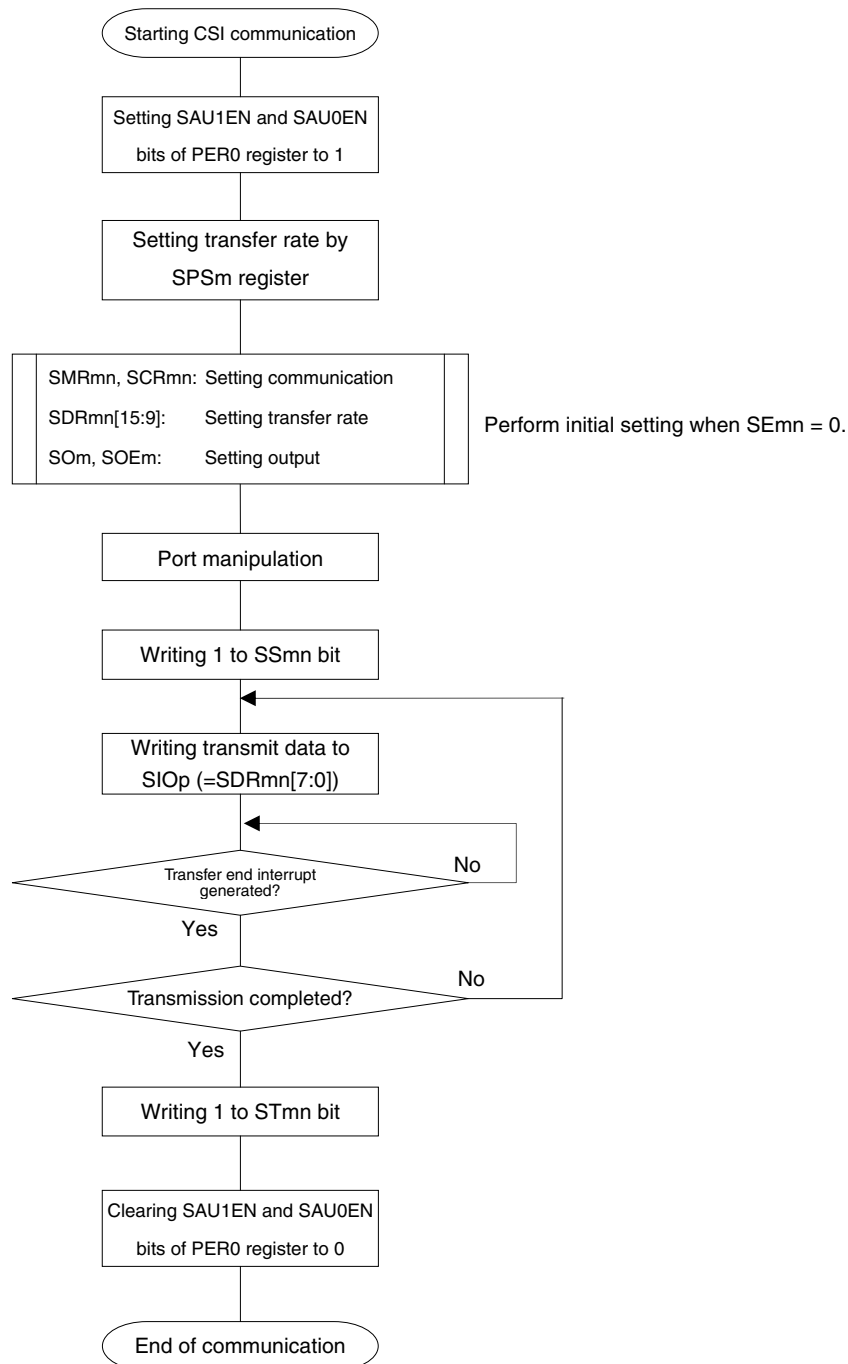 Starting CSI communication
Setting SAU1EN and SAU0EN
bits of PER0 register to 1
Setting transfer rate by
SPSm register
SMRmn, SCRmn: Setting communication
SDRmn[15:9]: Setting transfer rate
SOm, SOEm: Setting output
Perform initial setting when SEmn = 0.
Port manipulation
Writing 1 to SSmn bit
Writing transmit data to
SIOp (=SDRmn[7:0])
Transfer end interrupt
generated?
No
Yes
Transmission completed?
No
Yes
Writing 1 to STmn bit
Clearing SAU1EN and SAU0EN
bits of PER0 register to 0
End of communication